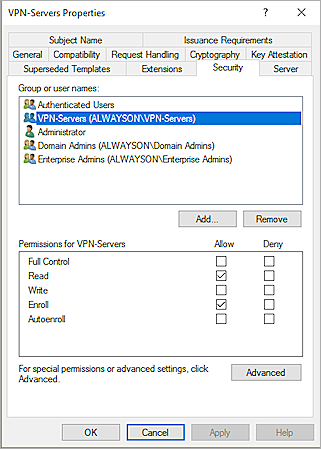 VPN-Servers Properties
?
Subject Name
Issuance Requirements
General
Compatibility
Request Handling
Cryptography
Key Attestation
Superseded Templates
Extensions
Security
Server
Group or user names:
Authenticated Users
VPN-Servers (ALWAYSON\VPN-Servers)
Administrator
Domain Admins (ALWAYSON\Domain Admins)
Enterprise Admins (ALWAYSON\Enterprise Admins)
Add...
Remove
Permissions for VPN-Servers
Allow
Deny
Full Control
Read
Write
Enroll
Autoenroll
For special permissions or advanced settings, click
Advanced.
Advanced
OK
Cancel
Apply
Help